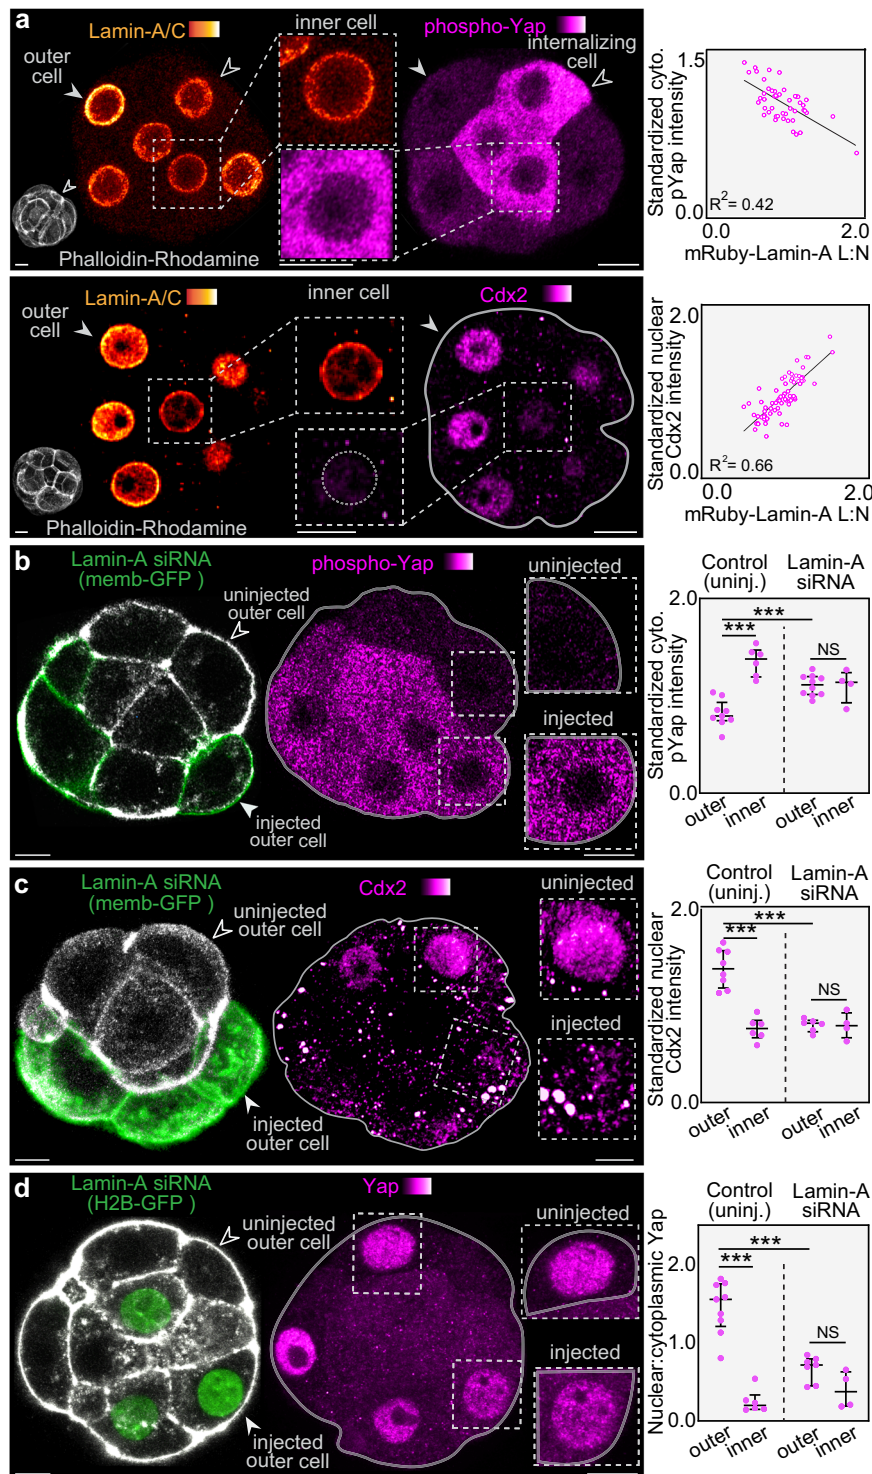 a
Lamin-A/C
inner cell
phospho-Yap
outer
cell
internalizing
cell
Phalloidin-Rhodamine
Standardized cyto.
pYap intensity
1.5
0.0
R²= 0.42
0.0
2.0
mRuby-Lamin-A L:N
Lamin-A/C
inner cell
Cdx2
outer
cell
Phalloidin-Rhodamine
Standardized nuclear
Cdx2 intensity
2.0
0.0
R²= 0.66
0.0
2.0
mRuby-Lamin-A L:N
b
Lamin-A siRNA
(memb-GFP )
uninjected
outer cell
injected
outer cell
phospho-Yap
uninjected
injected
Control
(uninj.)
Lamin-A
siRNA
Standardized cyto.
pYap intensity
2.0
1.0
0.0
***
***
NS
outer
inner
outer
inner
c
Lamin-A siRNA
(memb-GFP )
uninjected
outer cell
injected
outer cell
Cdx2
uninjected
injected
Control
(uninj.)
Lamin-A
siRNA
Standardized nuclear
Cdx2 intensity
2.0
1.0
0.0
***
***
NS
outer
inner
outer
inner
d
Lamin-A siRNA
(H2B-GFP )
uninjected
outer cell
injected
outer cell
Yap
uninjected
injected
Control
(uninj.)
Lamin-A
siRNA
Nuclear:cytoplasmic Yap
2.0
1.0
0.0
***
***
NS
outer
inner
outer
inner